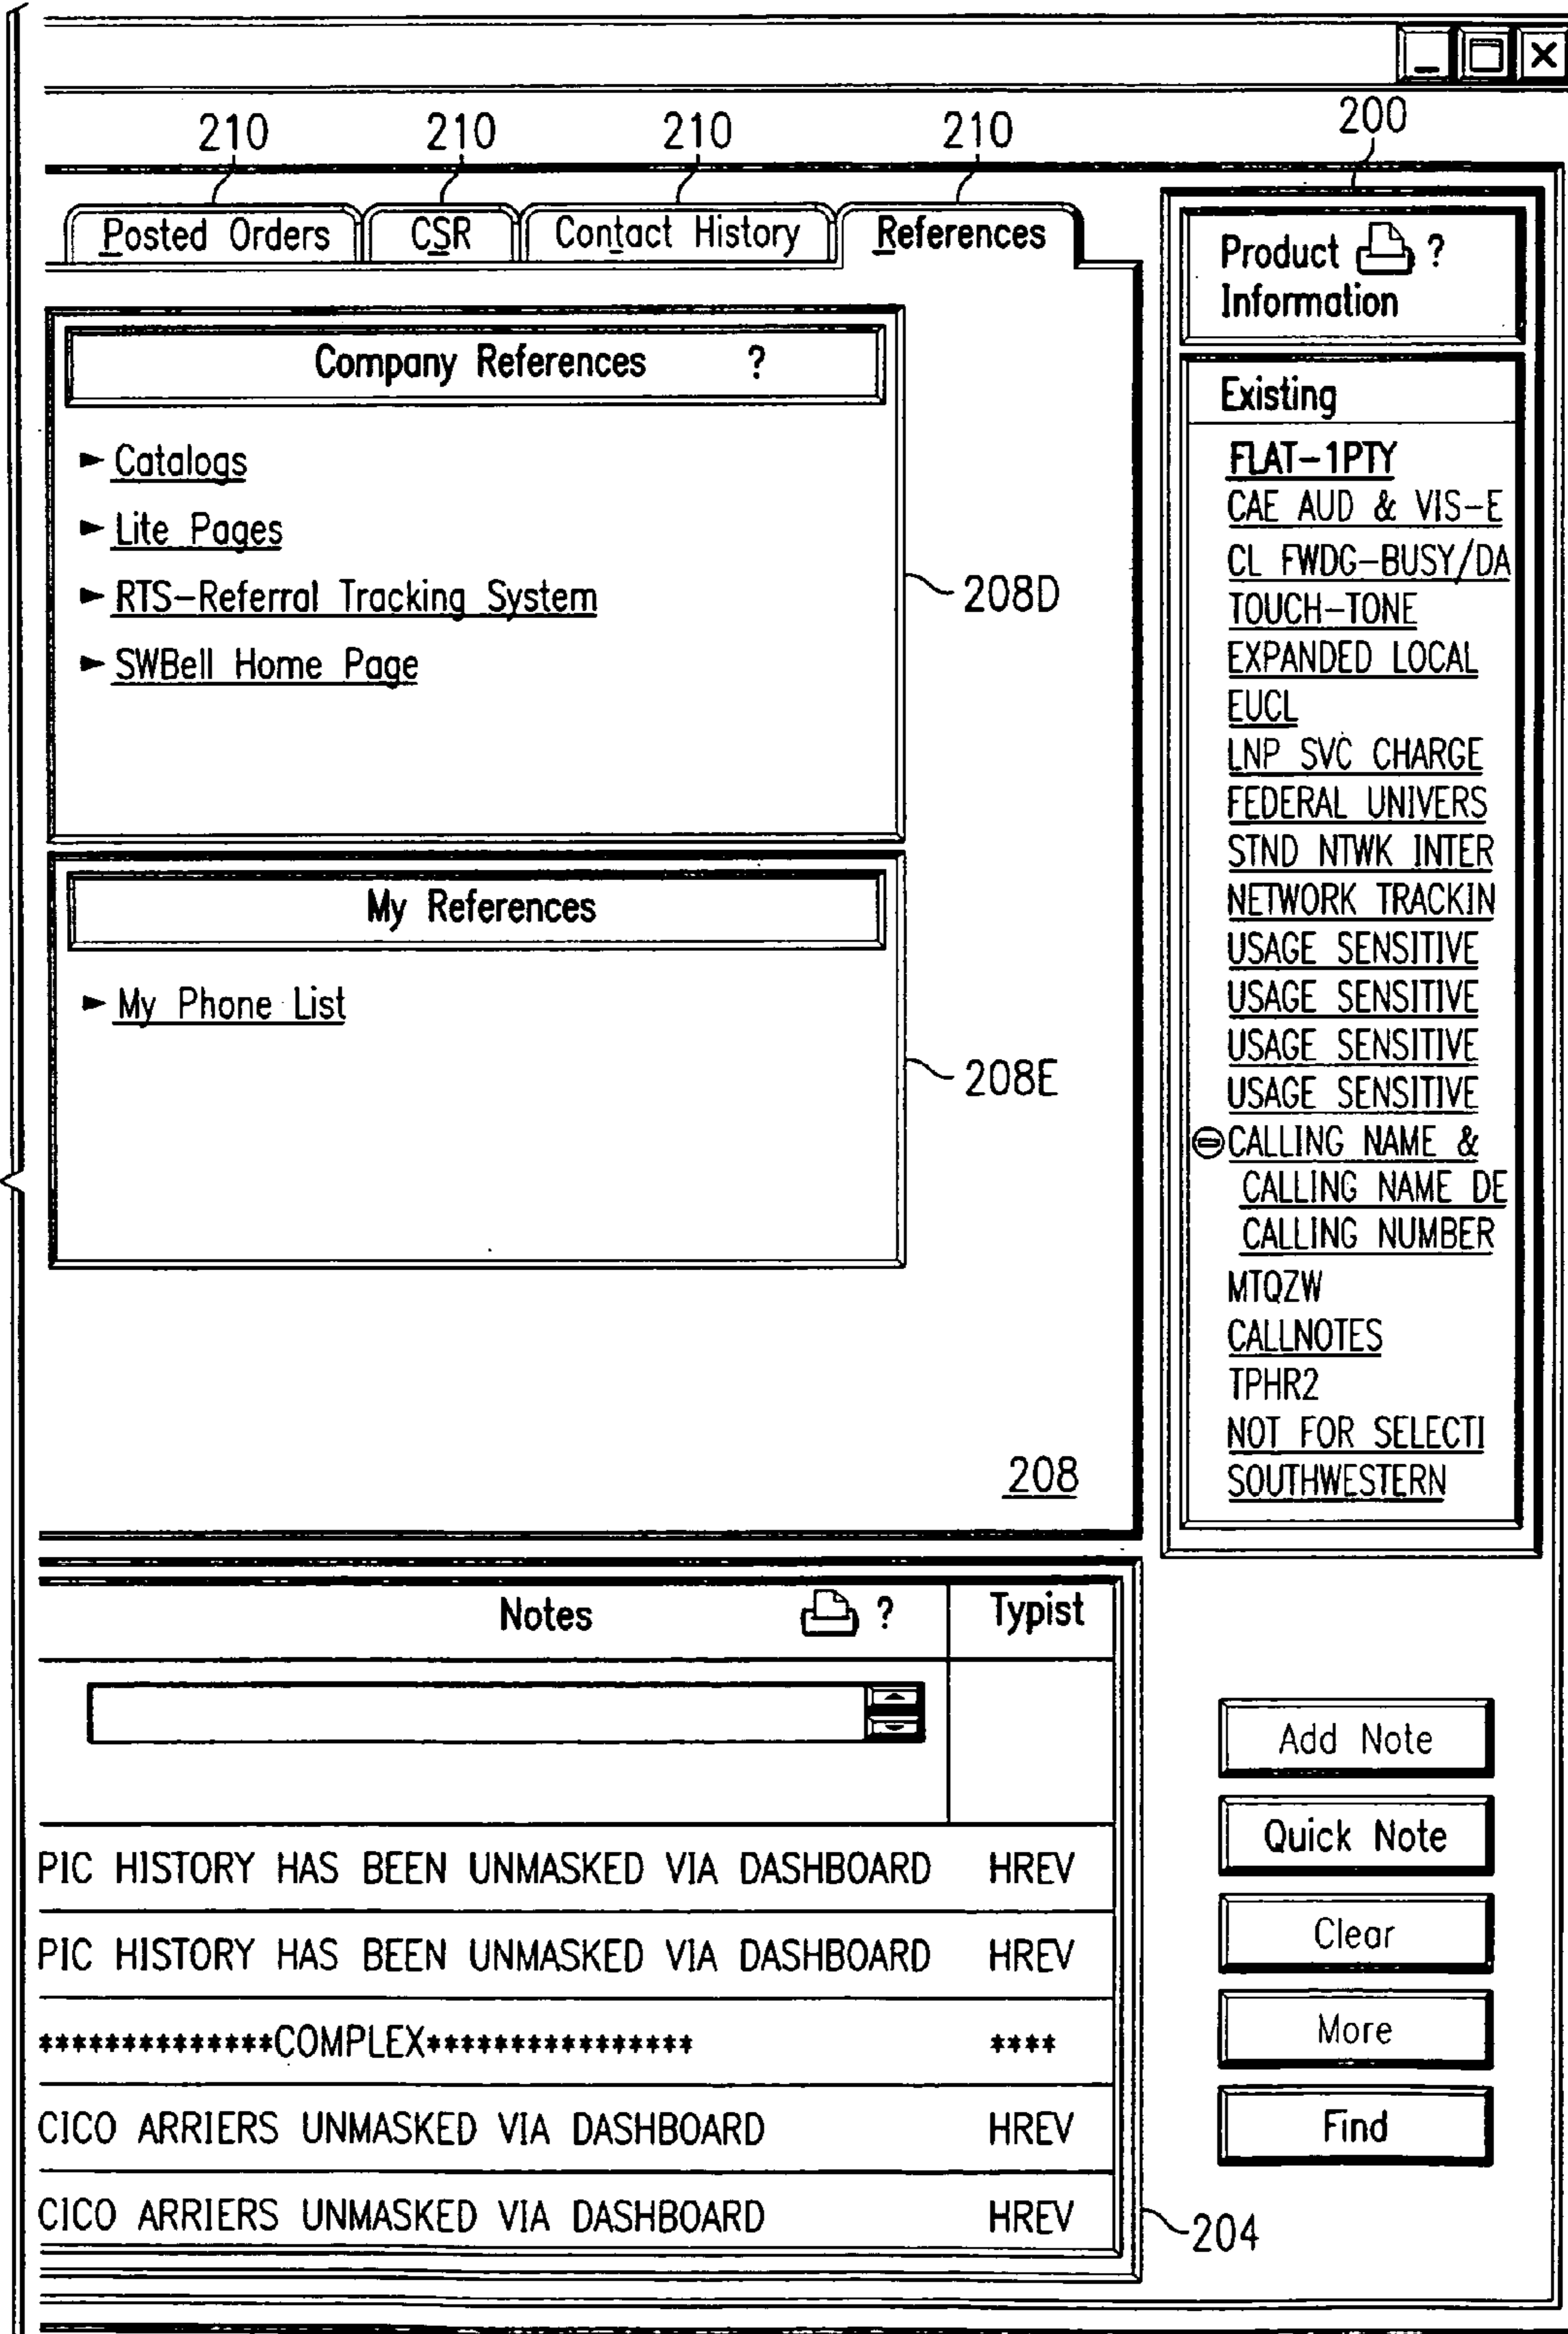 210 210 210 210 200
Posted Orders CSR Contact History References
Company References ?
Catalogs
Lite Pages
RTS-Referral Tracking System
SWBell Home Page
208D
My References
My Phone List
208E
208
Product ?
Information
Existing
FLAT-1PTY
CAE AUD & VIS-E
CL FWDG-BUSY/DA
TOUCH-TONE
EXPANDED LOCAL
EUCL
LNP SVC CHARGE
FEDERAL UNIVERS
STND NTWK INTER
NETWORK TRACKIN
USAGE SENSITIVE
USAGE SENSITIVE
USAGE SENSITIVE
USAGE SENSITIVE
CALLING NAME &
CALLING NAME DE
CALLING NUMBER
MTQZW
CALLNOTES
TPHR2
NOT FOR SELECTI
SOUTHWESTERN
Notes ? Typist
PIC HISTORY HAS BEEN UNMASKED VIA DASHBOARD HREV
PIC HISTORY HAS BEEN UNMASKED VIA DASHBOARD HREV
**************COMPLEX**************** ****
CICO ARRIERS UNMASKED VIA DASHBOARD HREV
CICO ARRIERS UNMASKED VIA DASHBOARD HREV
204
Add Note
Quick Note
Clear
More
Find